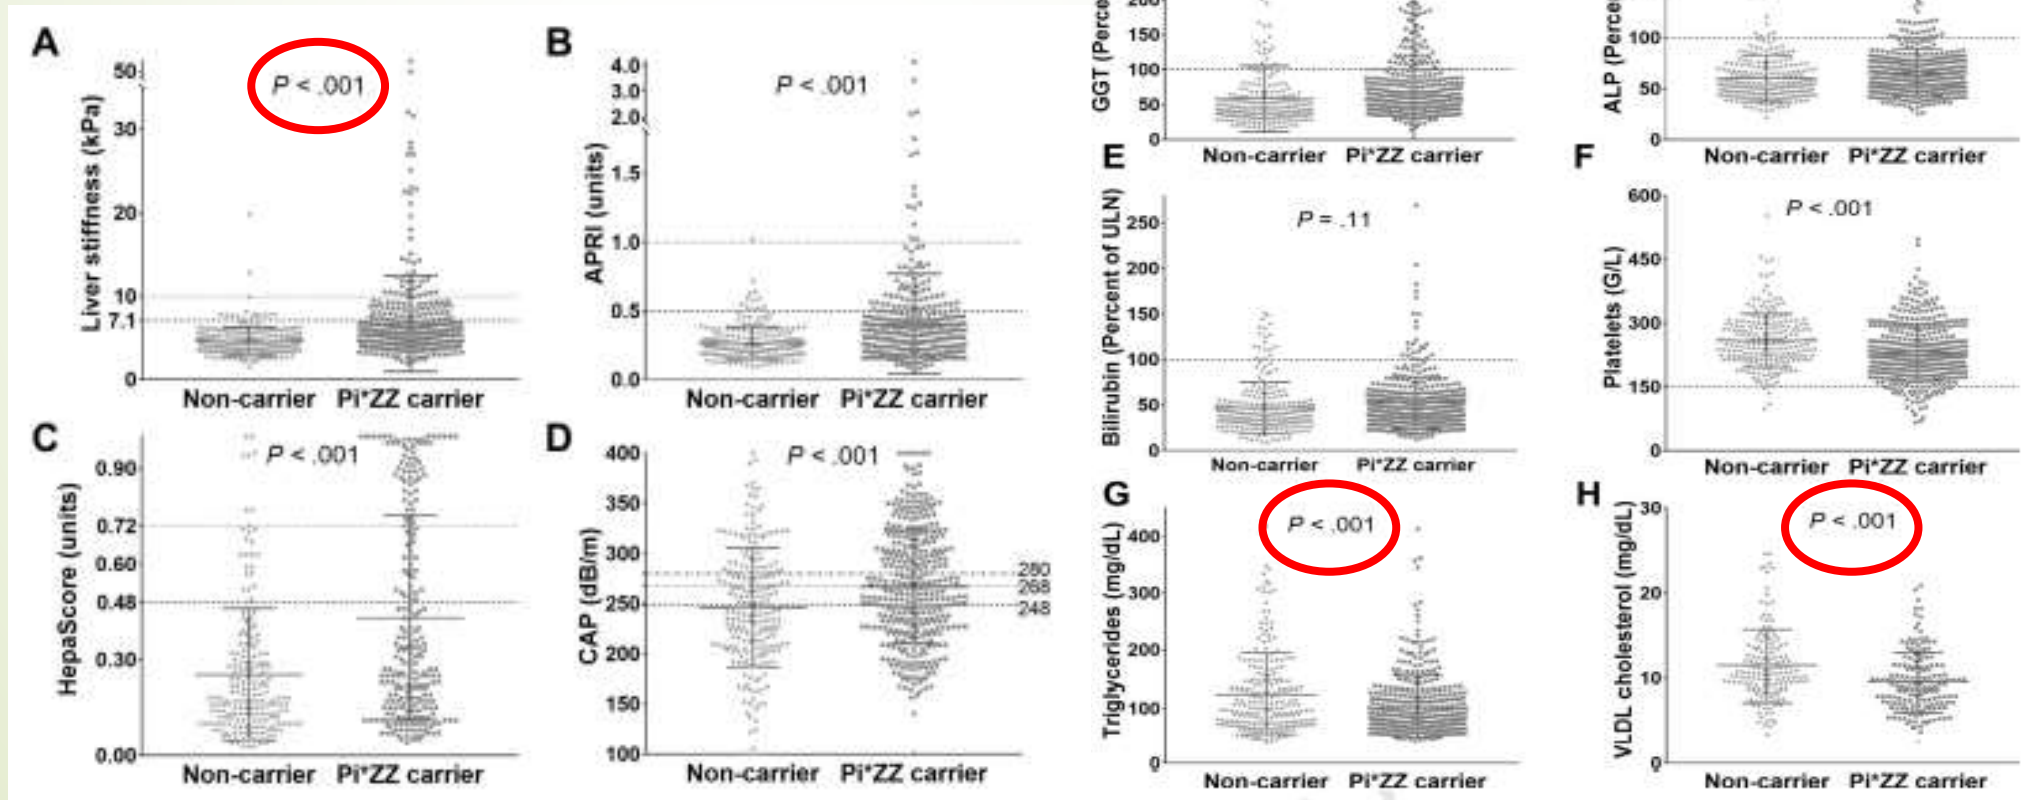 A
P < .001
Liver stiffness (kPa)
50
30
20
10
7.1
0
Non-carrier Pi*ZZ carrier
B
P < .001
APRI (units)
4.0
3.0
2.0
1.5
1.0
0.5
0.0
Non-carrier Pi*ZZ carrier
C
P < .001
HepaScore (units)
0.90
0.72
0.60
0.48
0.30
0.00
Non-carrier Pi*ZZ carrier
D
P < .001
CAP (dB/m)
400
350
300
250
200
150
100
280
268
248
Non-carrier Pi*ZZ carrier
GGT (Perce
200
150
100
50
0
Non-carrier Pi*ZZ carrier
ALP (Perce
100
50
0
Non-carrier Pi*ZZ carrier
E
P = .11
Bilirubin (Percent of ULN)
250
200
150
100
50
0
Non-carrier Pi*ZZ carrier
F
P < .001
Platelets (G/L)
600
450
300
150
0
Non-carrier Pi*ZZ carrier
G
P < .001
Triglycerides (mg/dL)
400
300
200
100
0
Non-carrier Pi*ZZ carrier
H
P < .001
VLDL cholesterol (mg/dL)
30
20
10
0
Non-carrier Pi*ZZ carrier